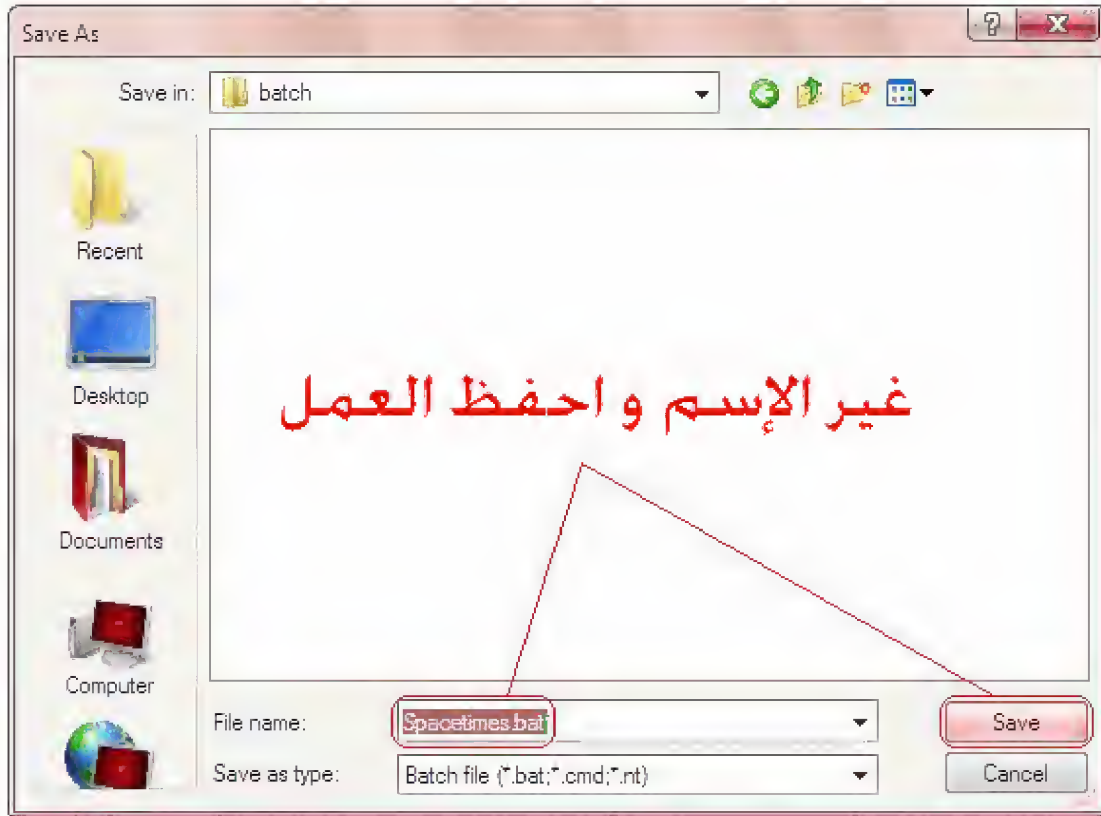 Save As
Save in:
batch
Recent
Desktop
غير الإسم و احفظ العمل
Documents
Computer
File name:
Spacetimes.bat
Save
Save as type:
Batch file (*.bat;*.cmd;*.nt)
Cancel